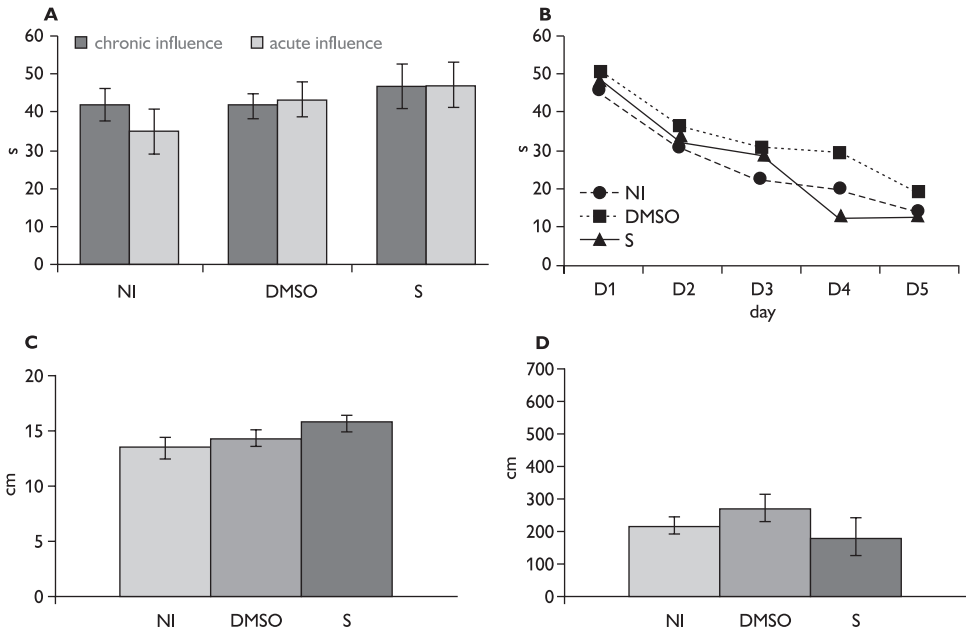 A
60
50
40
30
20
10
0
s
chronic influence acute influence
NI DMSO S
B
60
50
40
30
20
10
0
s
NI
DMSO
S
D1 D2 D3 D4 D5
day
C
20
15
10
5
0
cm
NI DMSO S
D
700
600
500
400
300
200
100
0
cm
NI DMSO S